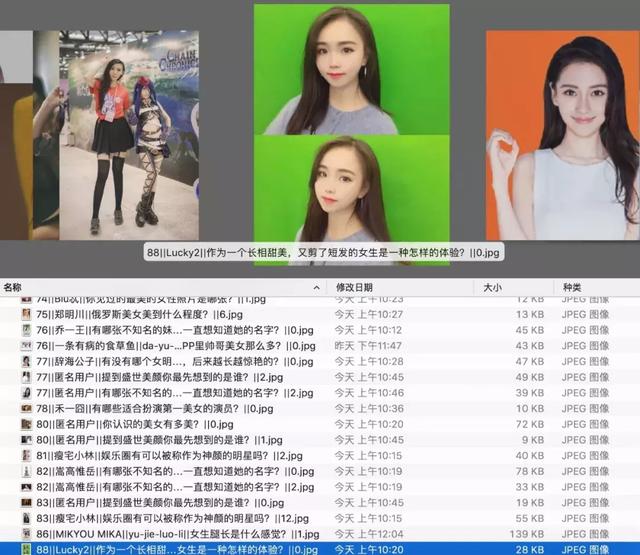 CHAIN CHRONICLE
88||Lucky2||作为一个长相甜美，又剪了短发的女生是一种怎样的体验？||0.jpg
名称 修改日期 大小 种类
74||Blu忒||你见过的最美的女性照片是哪张？||1.jpg 今天 上午10:23 12 KB JPEG 图像
75||郑明川||俄罗斯美女美到什么程度？||6.jpg 今天 上午10:27 13 KB JPEG 图像
76||乔一王||有哪张不知名的妹...一直想知道她的名字？||0.jpg 今天 上午10:12 45 KB JPEG 图像
76||一条有病的食草鱼||da-yu-...PP里帅哥美女那么多？||0.jpg 昨天 下午11:47 43 KB JPEG 图像
77||辞海公子||有没有哪个女明...，后来越长越惊艳的？||0.jpg 今天 上午10:28 40 KB JPEG 图像
77||匿名用户||提到盛世美颜你最先想到的是谁？||2.jpg 今天 上午10:45 49 KB JPEG 图像
77||匿名用户||有哪张不知名的...一直想知道她的名字？||2.jpg 今天 上午10:46 39 KB JPEG 图像
78||禾一囧||有哪些适合扮演第一美女的演员？||0.jpg 今天 上午10:36 10 KB JPEG 图像
80||匿名用户||你认识的美女有多美？||0.jpg 今天 上午10:20 72 KB JPEG 图像
80||匿名用户||提到盛世美颜你最先想到的是谁？||1.jpg 今天 上午10:45 9 KB JPEG 图像
81||瘦宅小林||娱乐圈有可以被称作为神颜的明星吗？||2.jpg 今天 上午10:15 40 KB JPEG 图像
82||嵩高惟岳||有哪张不知名的...一直想知道她的名字？||0.jpg 今天 上午10:19 78 KB JPEG 图像
82||嵩高惟岳||有哪张不知名的...一直想知道她的名字？||1.jpg 今天 上午10:19 33 KB JPEG 图像
83||匿名用户||提到盛世美颜你最先想到的是谁？||0.jpg 今天 上午10:45 19 KB JPEG 图像
83||瘦宅小林||娱乐圈有可以被称作为神颜的明星吗？||12.jpg 今天 上午10:15 35 KB JPEG 图像
86||MIKYOU MIKA||yu-jie-luo-li||女生腿长是什么感觉？||1.jpg 今天 上午12:04 139 KB JPEG 图像
88||Lucky2||作为一个长相甜...女生是一种怎样的体验？||0.jpg 今天 上午10:20 28 KB JPEG 图像